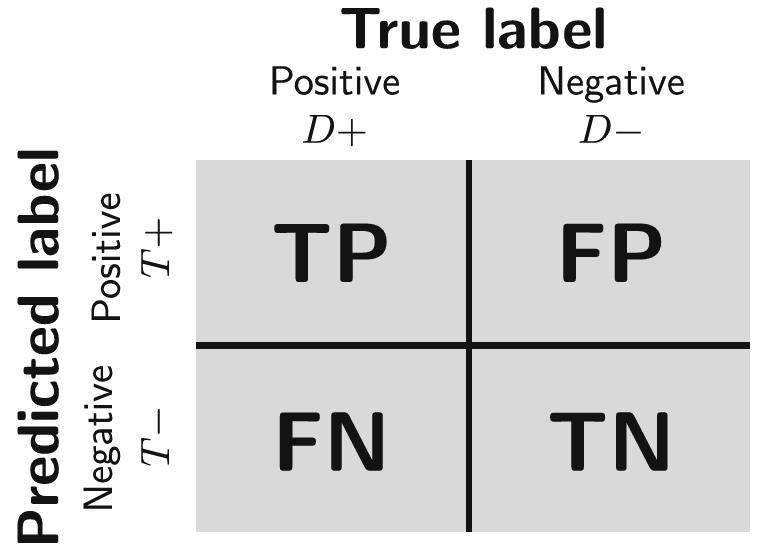 True label
Positive Negative
D+ D−
Predicted label
Positive
T+
Negative
T−
TP FP
FN TN